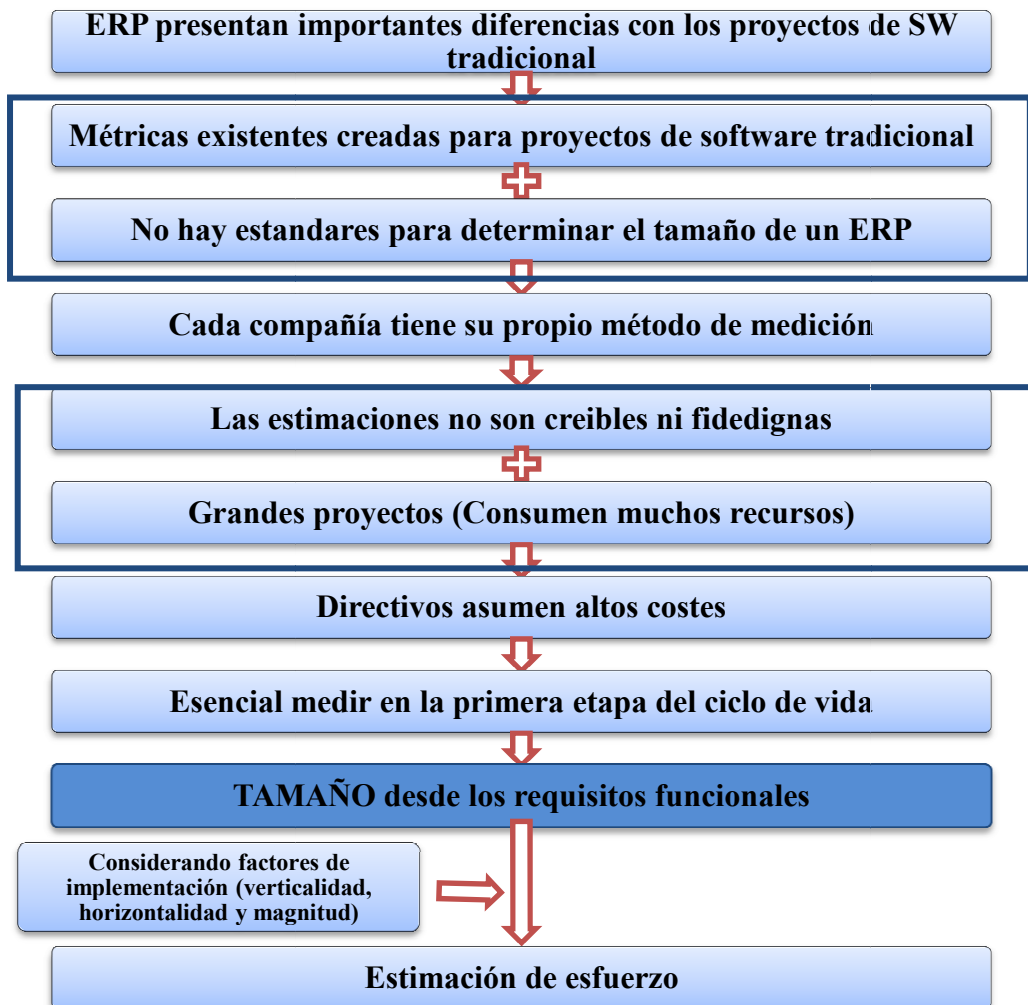 ERP presentan importantes diferencias con los proyectos de SW
tradicional
Métricas existentes creadas para proyectos de software tradicional
No hay estandares para determinar el tamaño de un ERP
Cada compañía tiene su propio método de medición
Las estimaciones no son creibles ni fidedignas
Grandes proyectos (Consumen muchos recursos)
Directivos asumen altos costes
Esencial medir en la primera etapa del ciclo de vida
TAMAÑO desde los requisitos funcionales
Considerando factores de
implementación (verticalidad,
horizontalidad y magnitud)
Estimación de esfuerzo